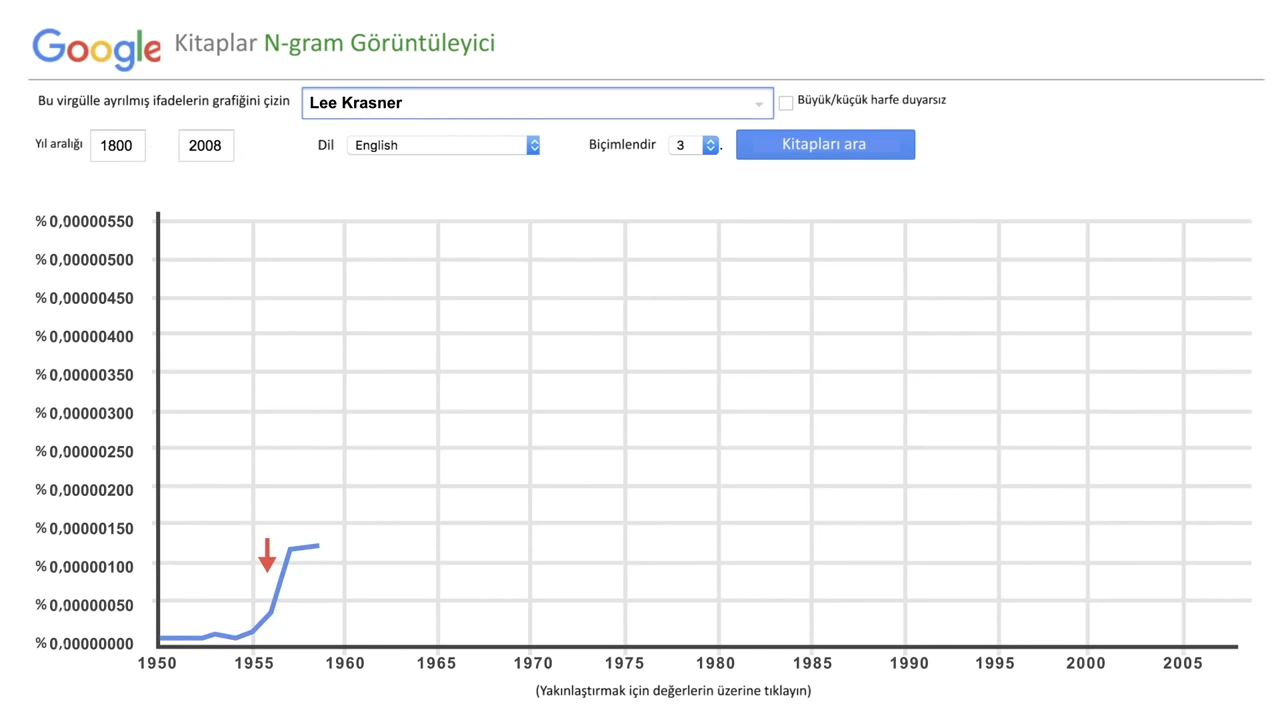 Google Kitaplar N-gram Görüntüleyici
Bu virgülle ayrılmış ifadelerin grafiğini çizin Lee Krasner Büyük/küçük harfe duyarsız
Yıl aralığı 1800 2008 Dil English Biçimlendir 3 . Kitapları ara
% 0,00000550
% 0,00000500
% 0,00000450
% 0,00000400
% 0,00000350
% 0,00000300
% 0,00000250
% 0,00000200
% 0,00000150
% 0,00000100
% 0,00000050
% 0,00000000
1950 1955 1960 1965 1970 1975 1980 1985 1990 1995 2000 2005
(Yakınlaştırmak için değerlerin üzerine tıklayın)